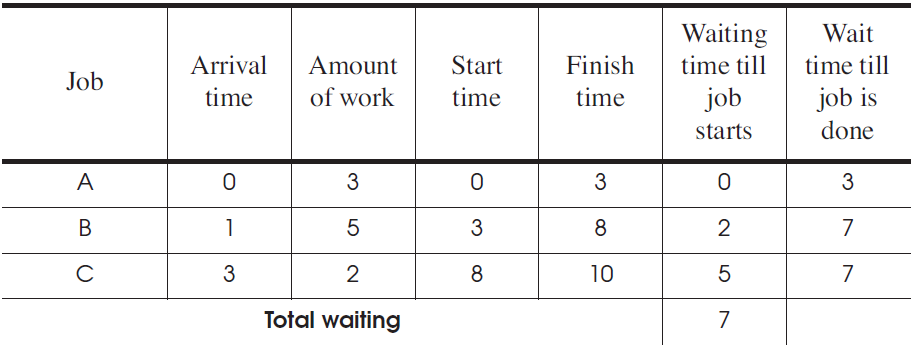 Job Arrival time Amount of work Start time Finish time Waiting time till job starts Wait time till job is done
A 0 3 0 3 0 3
B 1 5 3 8 2 7
C 3 2 8 10 5 7
Total waiting 7